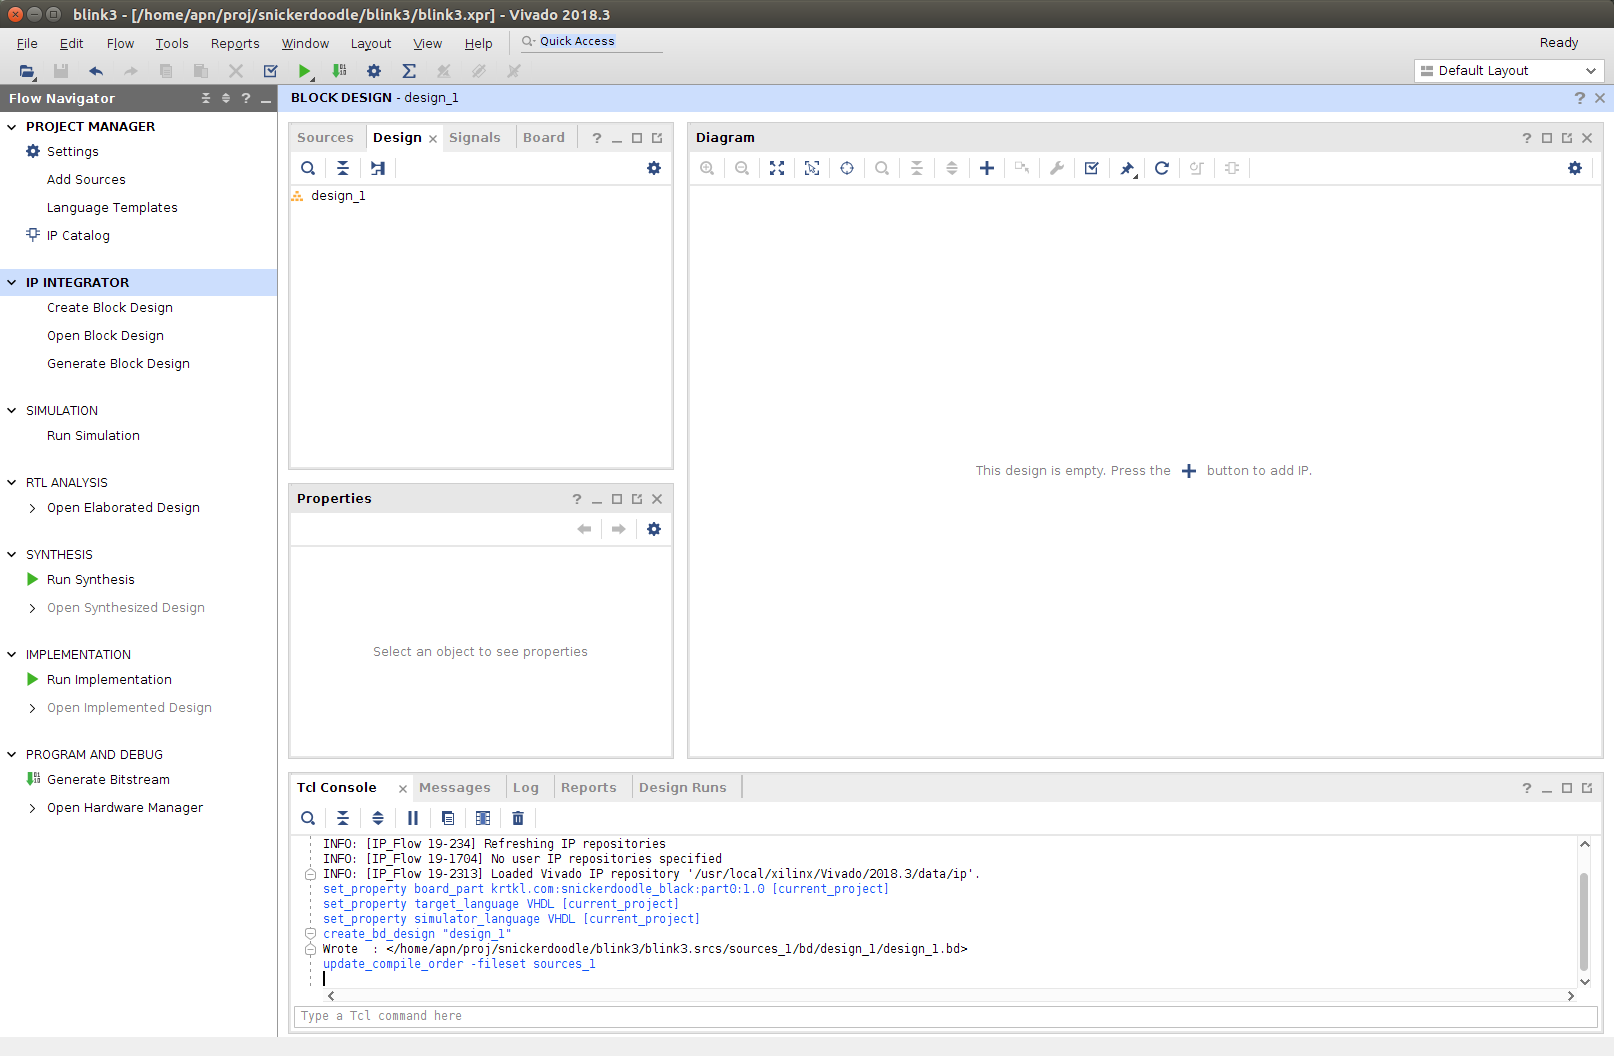 blink3 - [/home/apn/proj/snickerdoodle/blink3/blink3.xpr] - Vivado 2018.3
File Edit Flow Tools Reports Window Layout View Help Quick Access Ready
Default Layout
Flow Navigator
PROJECT MANAGER
Settings
Add Sources
Language Templates
IP Catalog
IP INTEGRATOR
Create Block Design
Open Block Design
Generate Block Design
SIMULATION
Run Simulation
RTL ANALYSIS
Open Elaborated Design
SYNTHESIS
Run Synthesis
Open Synthesized Design
IMPLEMENTATION
Run Implementation
Open Implemented Design
PROGRAM AND DEBUG
Generate Bitstream
Open Hardware Manager
BLOCK DESIGN - design_1
Sources Design Signals Board
design_1
Properties
Select an object to see properties
Diagram
This design is empty. Press the + button to add IP.
Tcl Console Messages Log Reports Design Runs
INFO: [IP_Flow 19-234] Refreshing IP repositories
INFO: [IP_Flow 19-1704] No user IP repositories specified
INFO: [IP_Flow 19-2313] Loaded Vivado IP repository '/usr/local/xilinx/Vivado/2018.3/data/ip'.
set_property board_part krtkl.com:snickerdoodle_black:part0:1.0 [current_project]
set_property target_language VHDL [current_project]
set_property simulator_language VHDL [current_project]
create_bd_design "design_1"
Wrote  : </home/apn/proj/snickerdoodle/blink3/blink3.srcs/sources_1/bd/design_1/design_1.bd>
update_compile_order -fileset sources_1
Type a Tcl command here